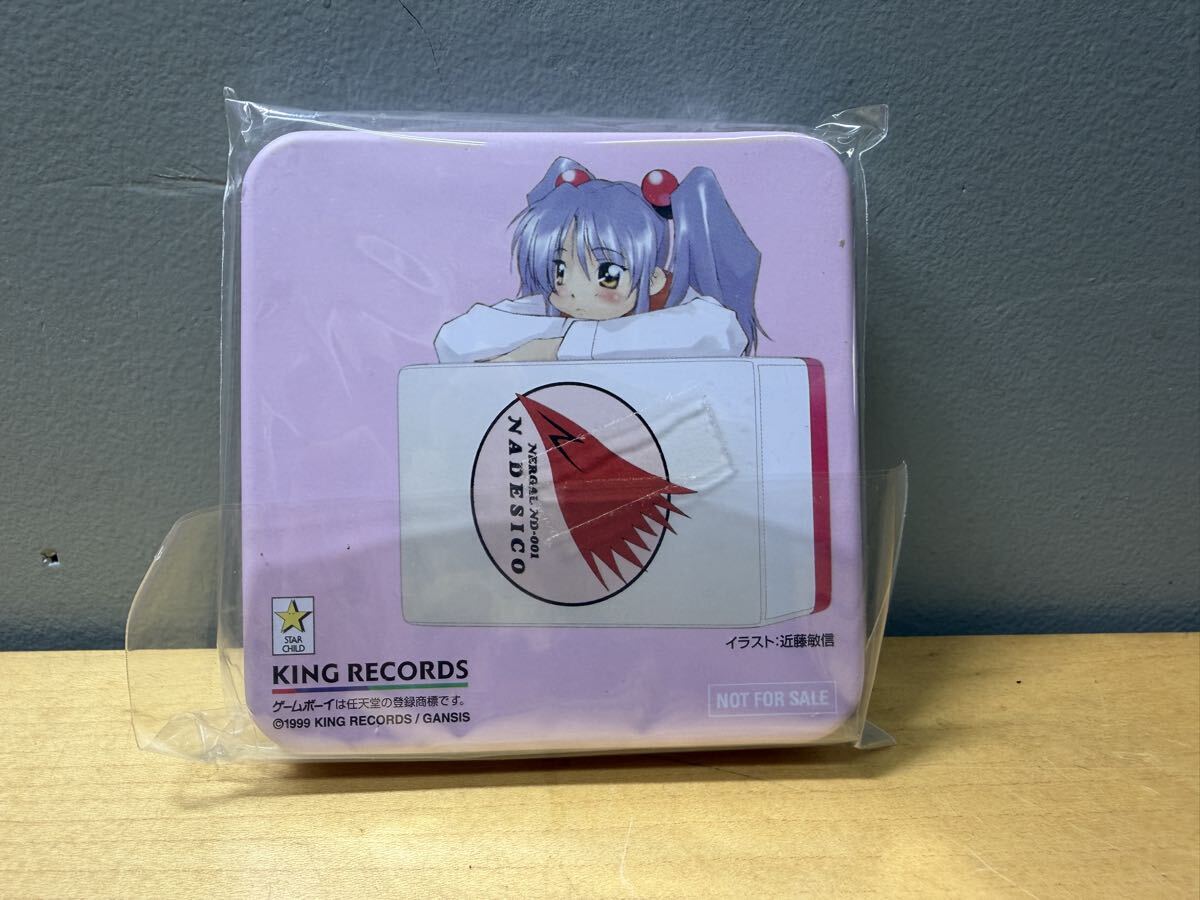 NERGAL ND-001
NADESICO
イラスト:近藤敏信
STAR
CHILD
KING RECORDS
ゲームボーイは任天堂の登録商標です。
©1999 KING RECORDS / GANSIS
NOT FOR SALE